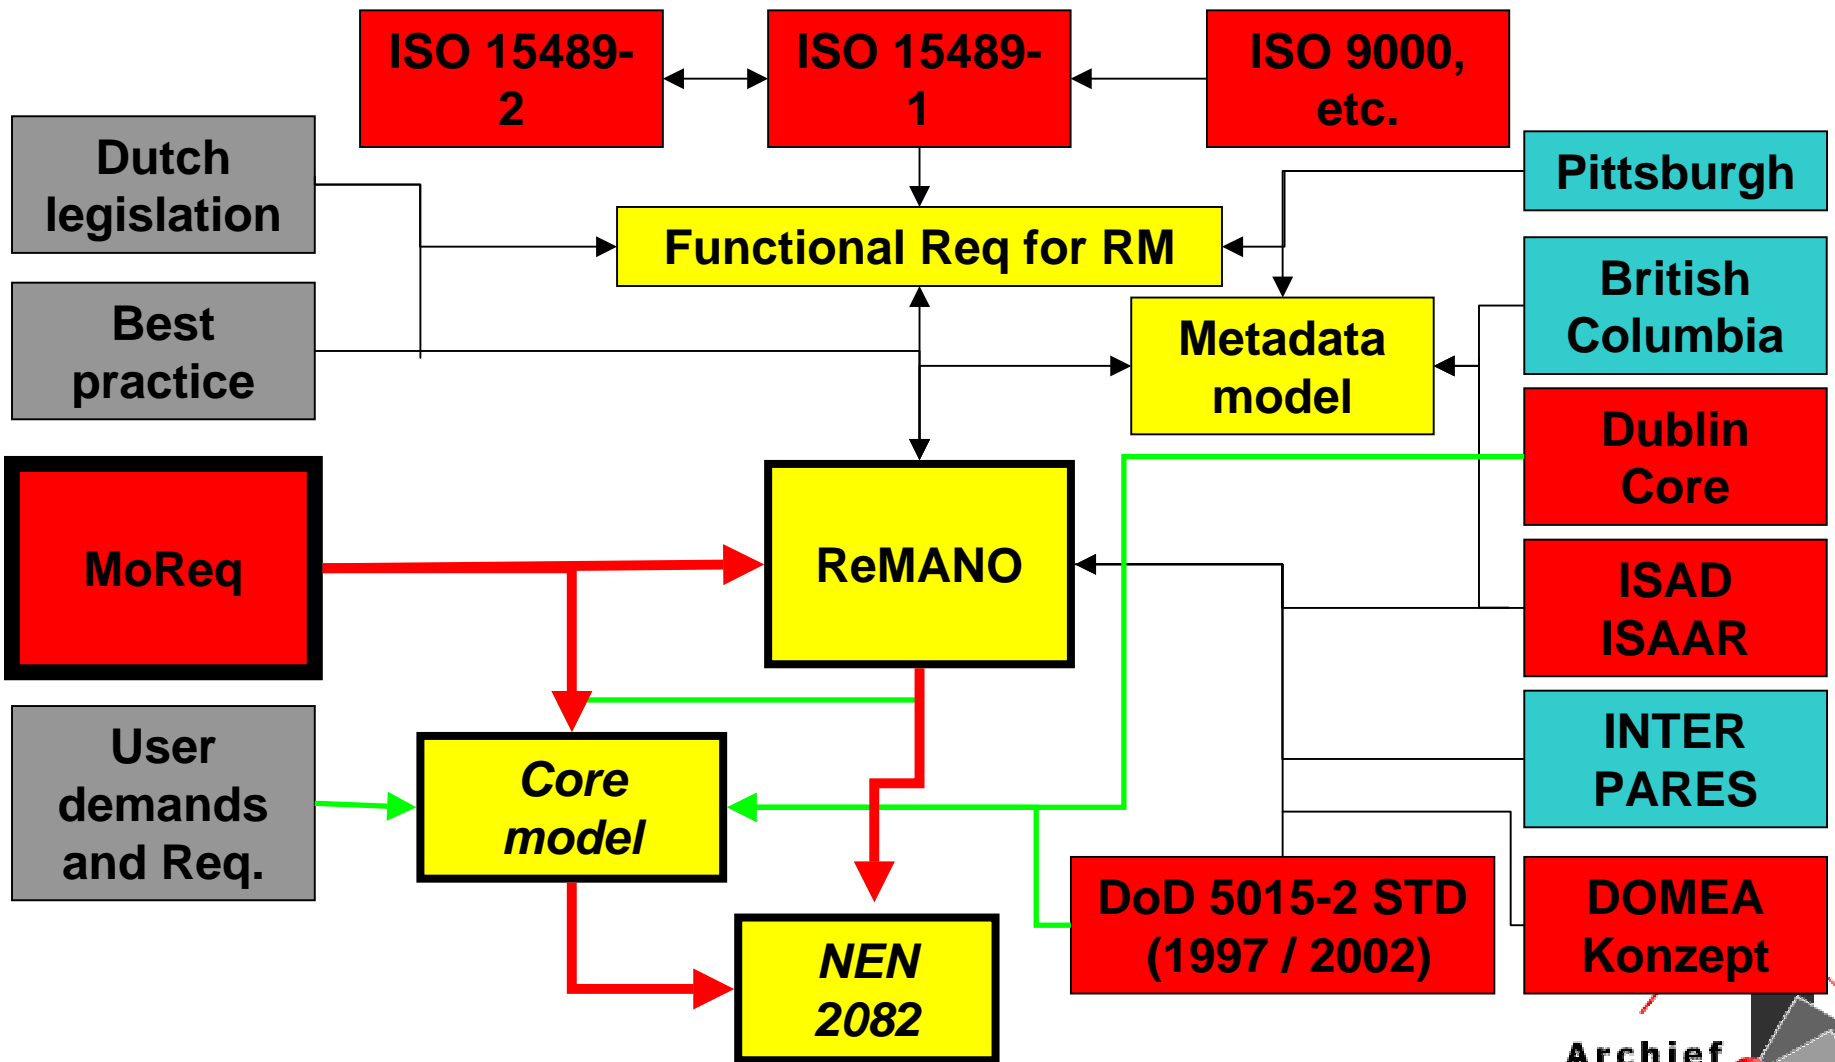 ISO 15489-
2
ISO 15489-
1
ISO 9000,
etc.
Dutch
legislation
Pittsburgh
Functional Req for RM
British
Columbia
Best
practice
Metadata
model
Dublin
Core
MoReq
ReMANO
ISAD
ISAAR
User
demands
and Req.
Core
model
INTER
PARES
DoD 5015-2 STD
(1997 / 2002)
DOMEA
Konzept
NEN
2082
Archief